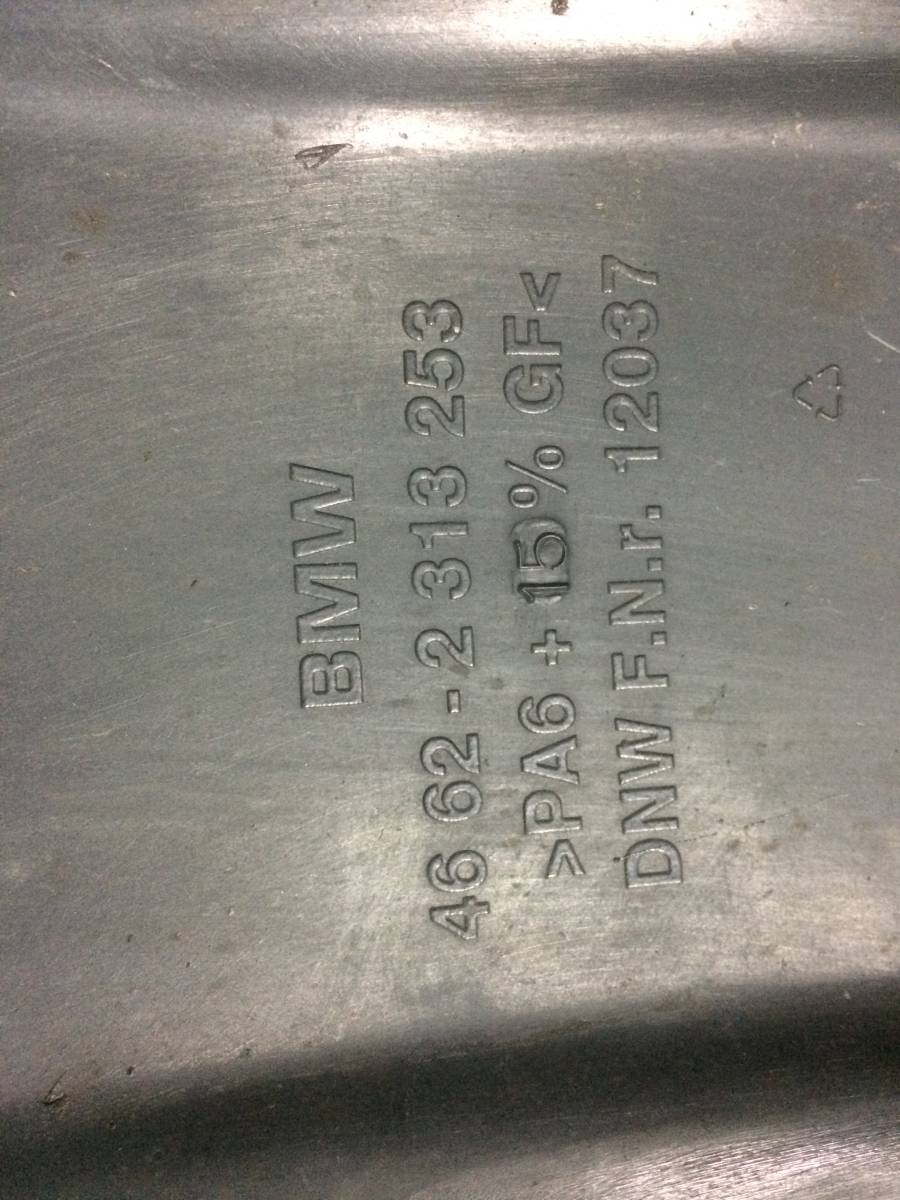 BMW
46 62-2 313 253
>PA6 + 15% GF<
DNW F.N.r. 12037